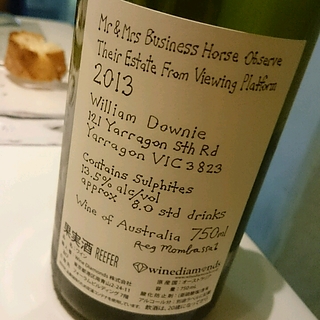 Mr & Mrs Business Horse Observe
Their Estate From Viewing Platform
2013
William Downie
121 Yarragon Sth Rd
Yarragon VIC 3823
Contains Sulphites
13.5% alc/vol
approx 8.0 std drinks
Wine of Australia 750ml
Reg Mombassa
果実酒 REEFER
winediamonds